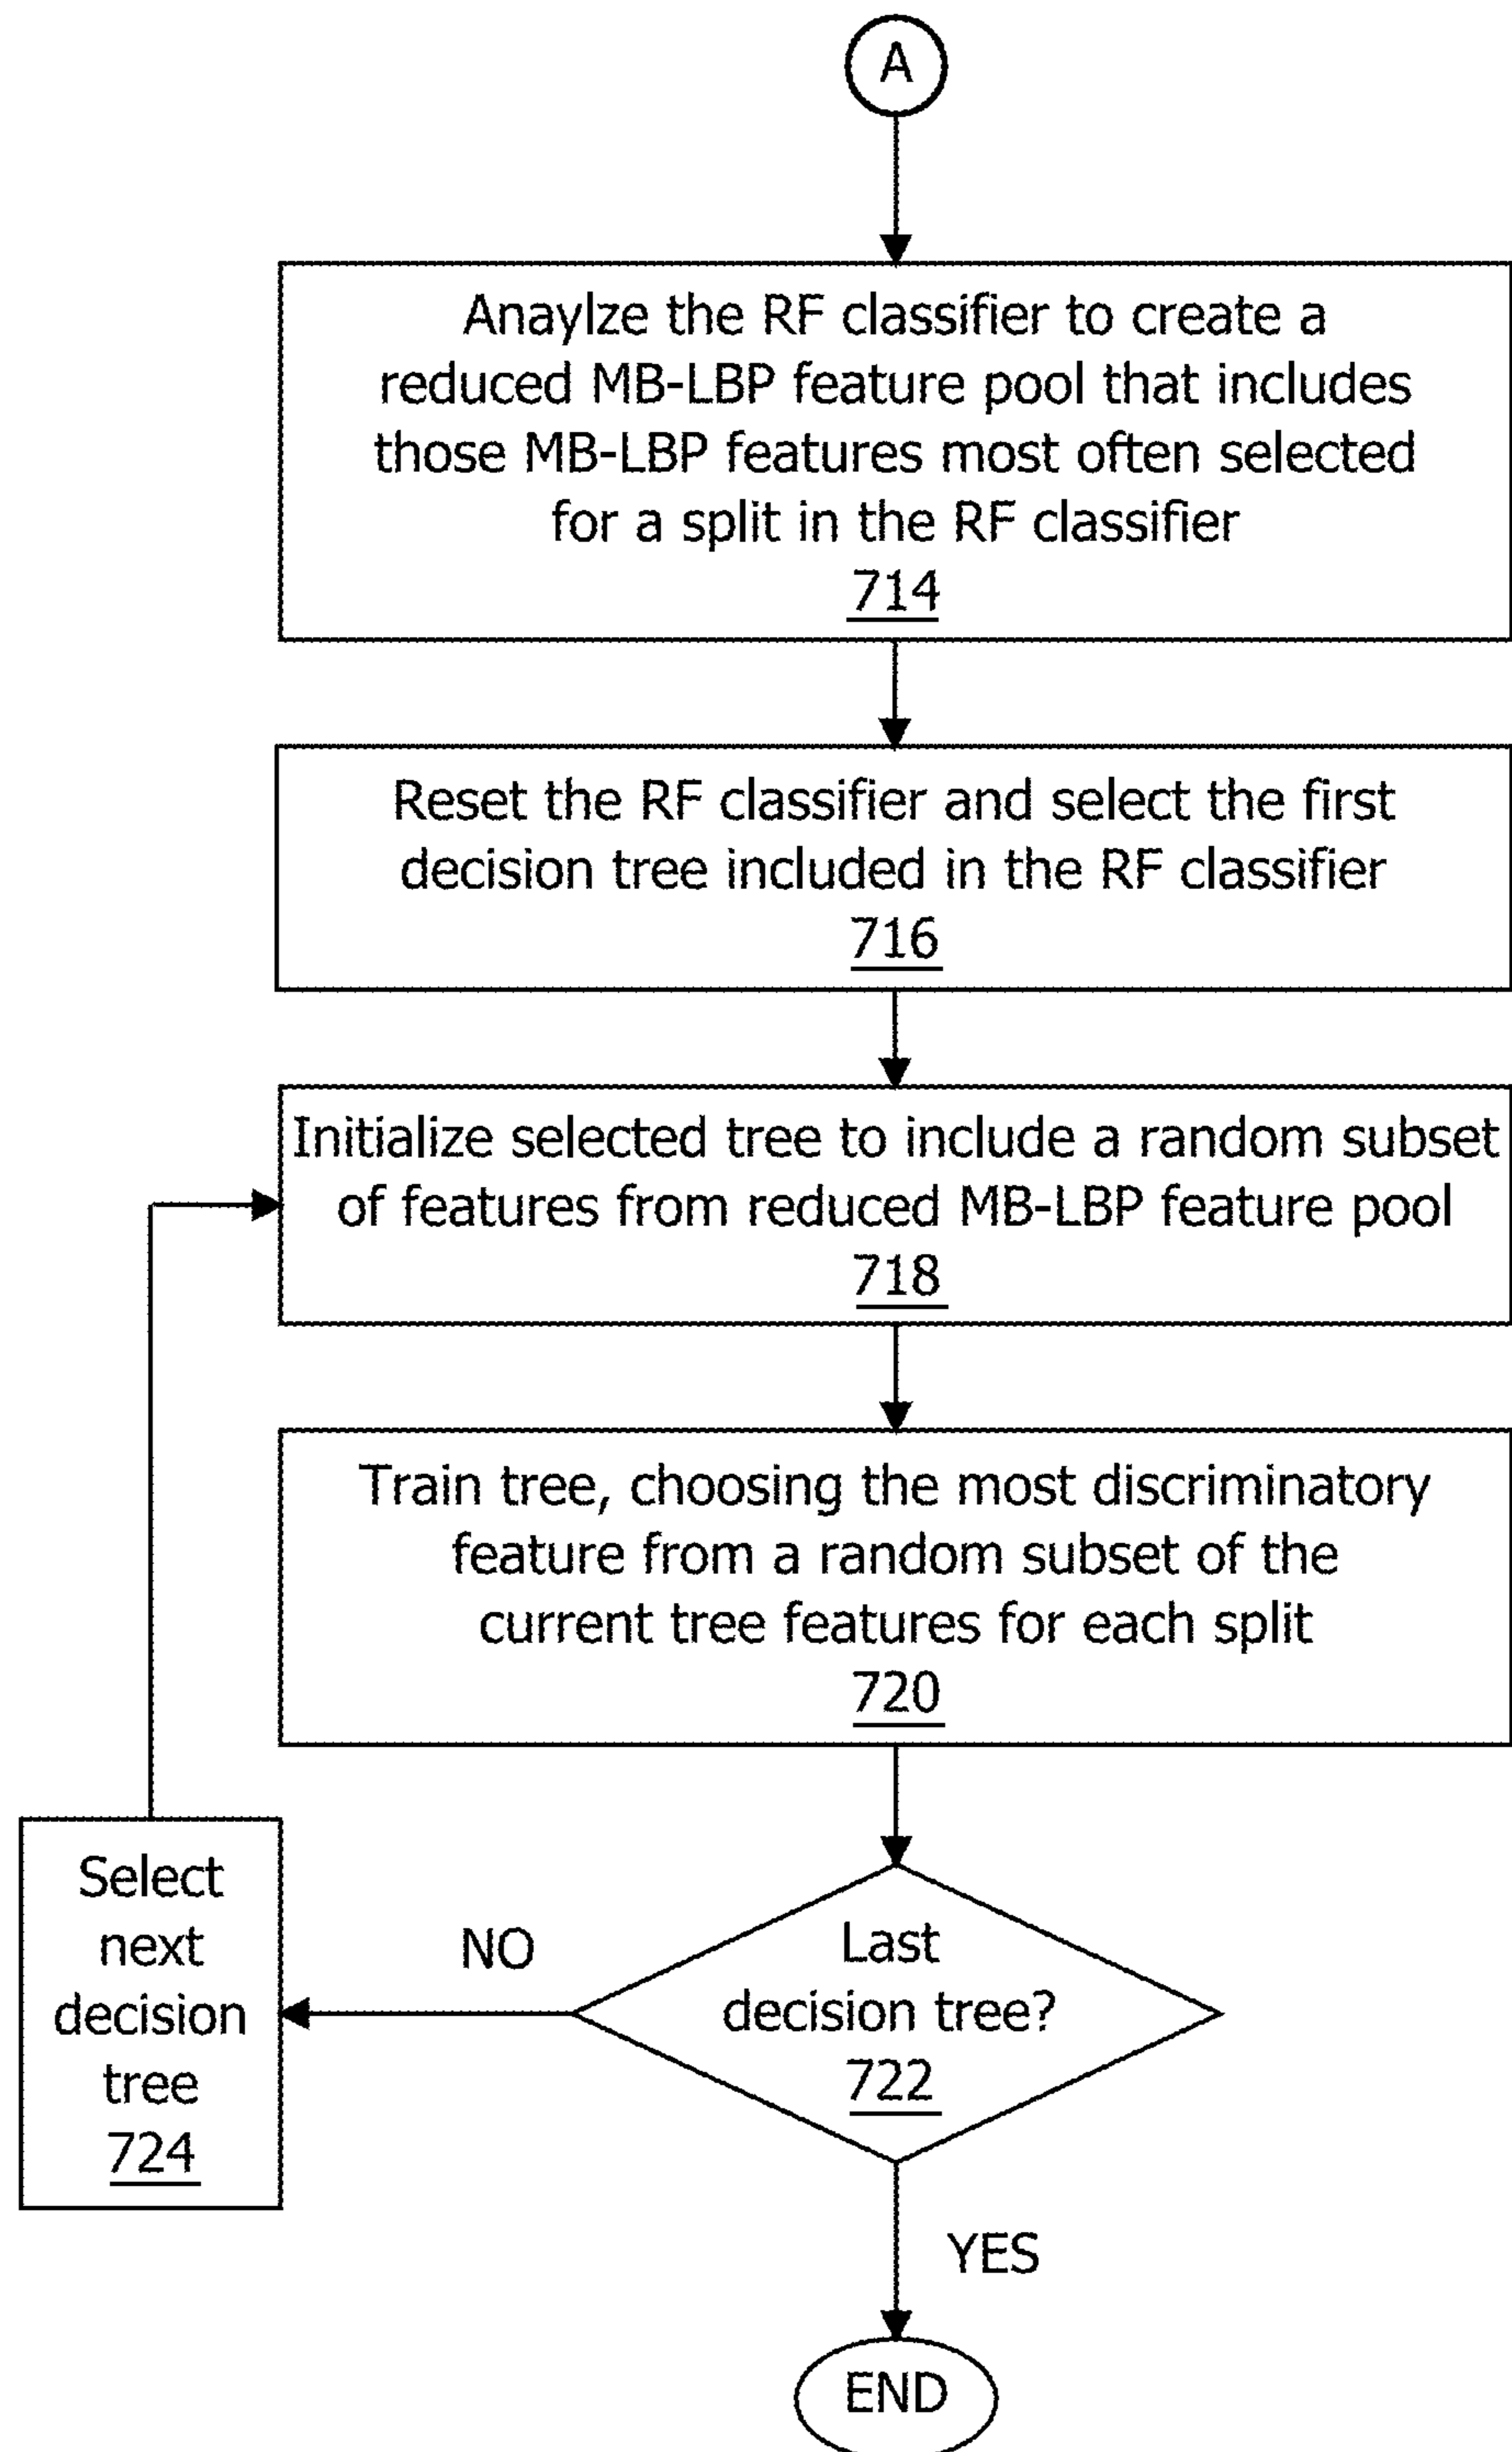 A
Anaylze the RF classifier to create a
reduced MB-LBP feature pool that includes
those MB-LBP features most often selected
for a split in the RF classifier
714
Reset the RF classifier and select the first
decision tree included in the RF classifier
716
Initialize selected tree to include a random subset
of features from reduced MB-LBP feature pool
718
Train tree, choosing the most discriminatory
feature from a random subset of the
current tree features for each split
720
Last
decision tree?
722
NO
Select
next
decision
tree
724
YES
END